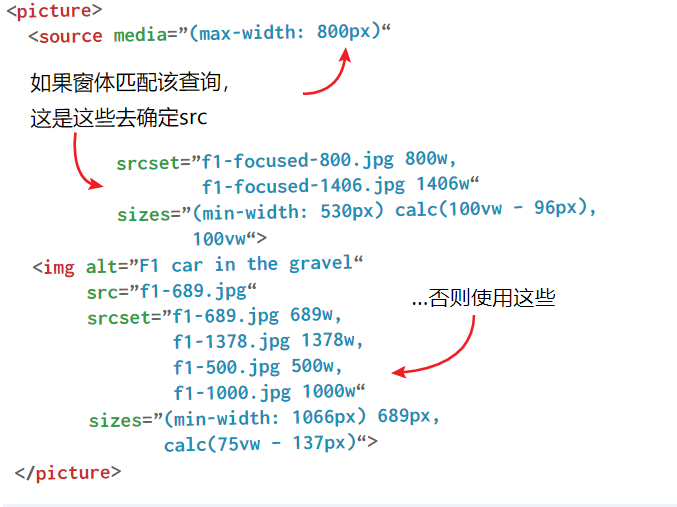 <picture>
<source media=”(max-width: 800px)“
如果窗体匹配该查询，
这是这些去确定src
srcset=”f1-focused-800.jpg 800w,
f1-focused-1406.jpg 1406w“
sizes=”(min-width: 530px) calc(100vw – 96px),
100vw“>
<img alt=”F1 car in the gravel“
src=”f1-689.jpg“
...否则使用这些
srcset=”f1-689.jpg 689w,
f1-1378.jpg 1378w,
f1-500.jpg 500w,
f1-1000.jpg 1000w“
sizes=”(min-width: 1066px) 689px,
calc(75vw – 137px)“>
</picture>